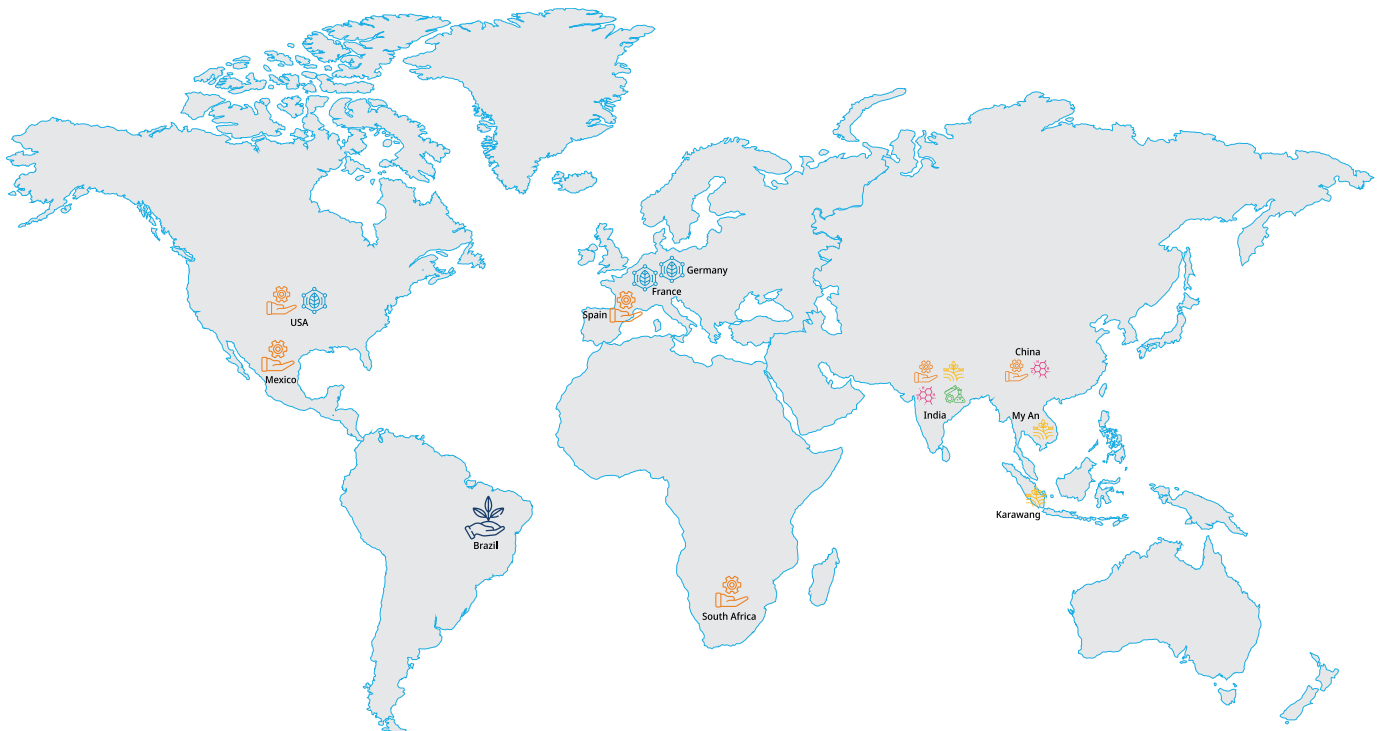 Germany
France
Spain
USA
China
Mexico
India
My An
Karawang
Brazil
South Africa